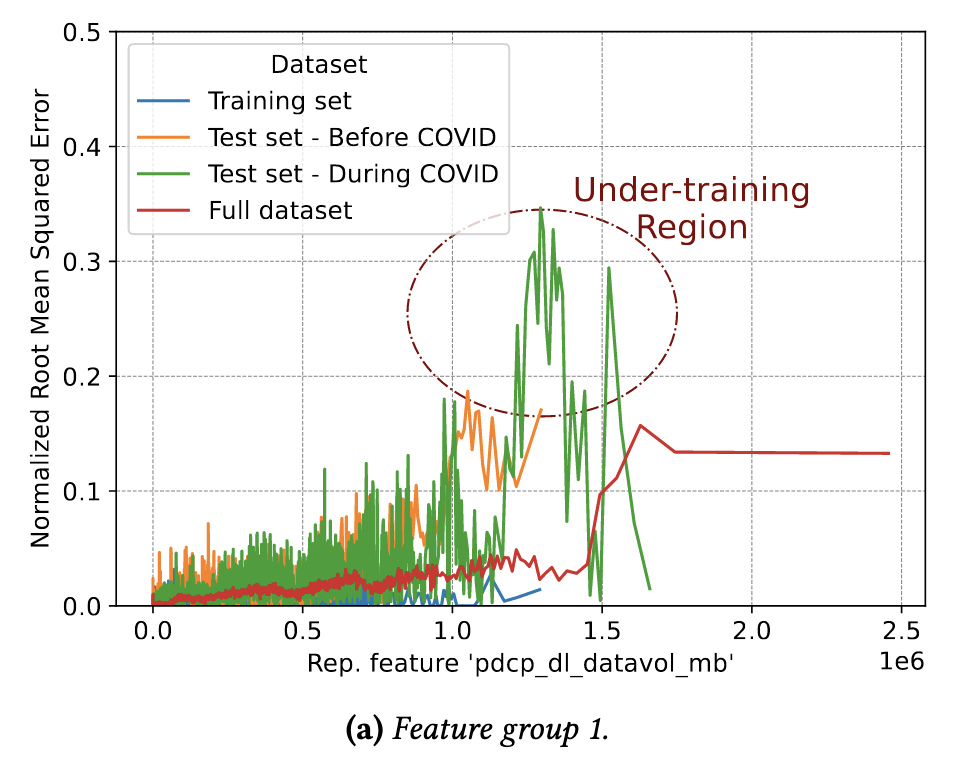 0.5
0.4
0.3
0.2
0.1
0.0
Normalized Root Mean Squared Error
Dataset
Training set
Test set - Before COVID
Test set - During COVID
Full dataset
Under-training
Region
0.0 0.5 1.0 1.5 2.0 2.5
1e6
Rep. feature 'pdcp_dl_datavol_mb'
(a) Feature group 1.